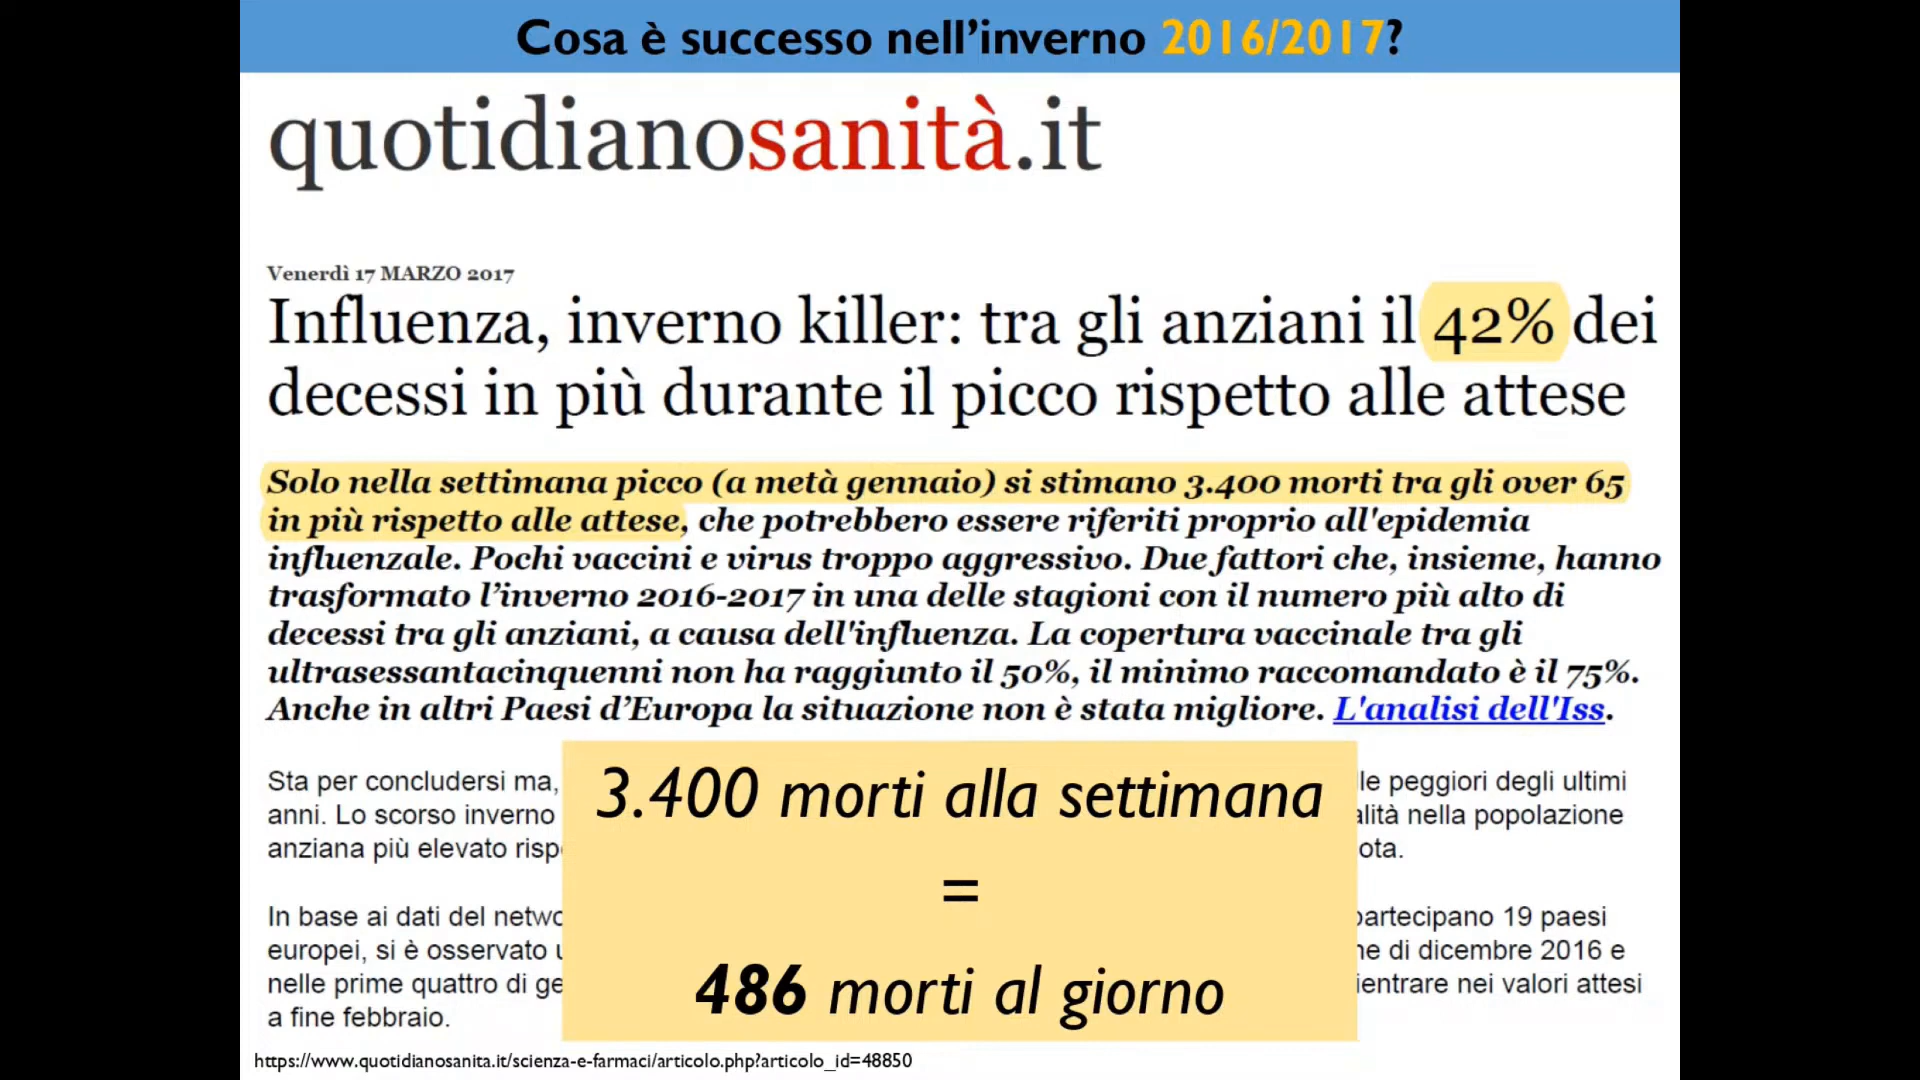 Cosa è successo nell'inverno 2016/2017?
quotidianosanità.it
Venerdì 17 MARZO 2017
Influenza, inverno killer: tra gli anziani il 42% dei
decessi in più durante il picco rispetto alle attese
Solo nella settimana picco (a metà gennaio) si stimano 3.400 morti tra gli over 65
in più rispetto alle attese, che potrebbero essere riferiti proprio all'epidemia
influenzale. Pochi vaccini e virus troppo aggressivo. Due fattori che, insieme, hanno
trasformato l’inverno 2016-2017 in una delle stagioni con il numero più alto di
decessi tra gli anziani, a causa dell'influenza. La copertura vaccinale tra gli
ultrasessantacinquenni non ha raggiunto il 50%, il minimo raccomandato è il 75%.
Anche in altri Paesi d’Europa la situazione non è stata migliore. L'analisi dell'Iss.
Sta per concludersi ma, le peggiori degli ultimi
anni. Lo scorso inverno nella popolazione
anziana più elevato
In base ai dati del partecipano 19 paesi
europei, si è osservato di dicembre 2016 e
nelle prime quattro di nei valori attesi
a fine febbraio.
3.400 morti alla settimana
=
486 morti al giorno
https://www.quotidianosanita.it/scienza-e-farmaci/articolo.php?articolo_id=48850